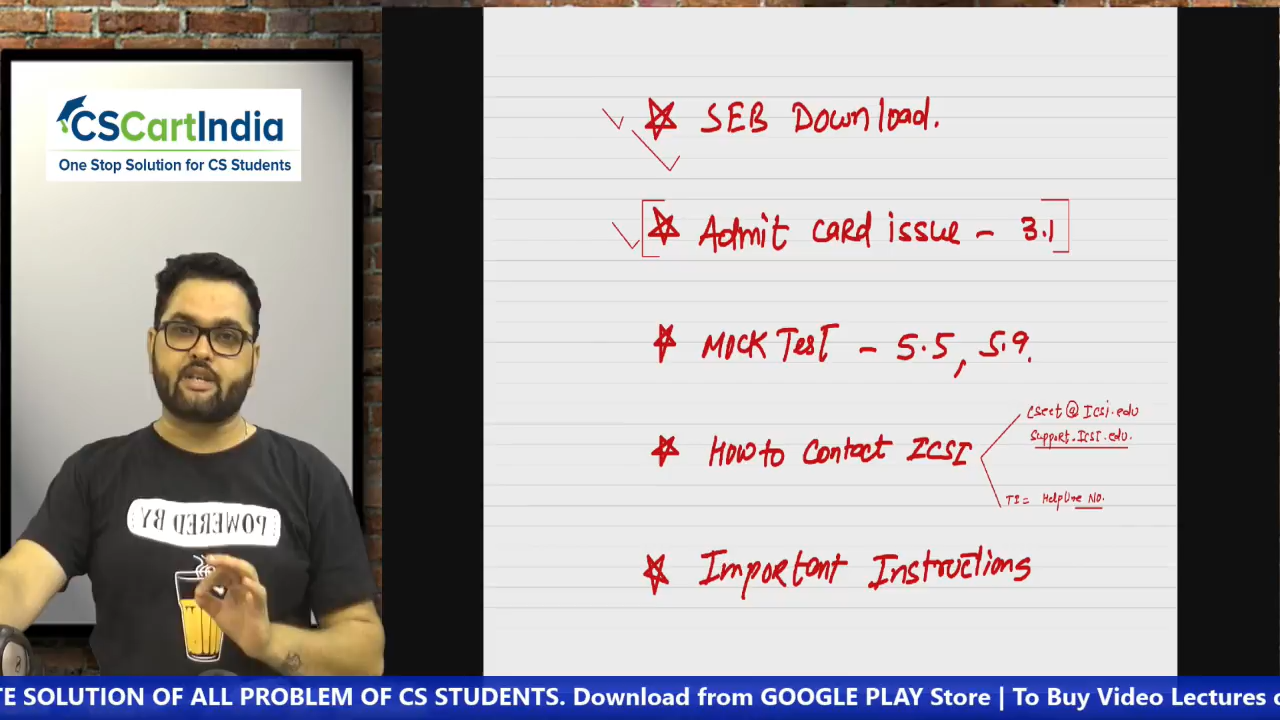 CSCartIndia
One Stop Solution for CS Students
SEB Download.
Admit card issue - 3.1
Mock Test - 5.5, 5.9.
How to Contact ICSI
cseet@Icsi.edu
Support.ICSI.edu.
Helpline No.
Important Instructions
POWERED BY
TE SOLUTION OF ALL PROBLEM OF CS STUDENTS. Download from GOOGLE PLAY Store | To Buy Video Lectures